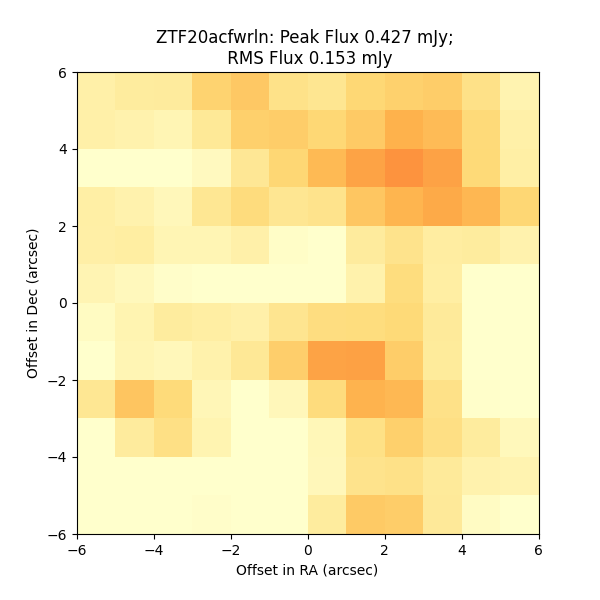 ZTF20acfwrln: Peak Flux 0.427 mJy;
RMS Flux 0.153 mJy
6
4
2
0
−2
−4
−6
Offset in Dec (arcsec)
−6 −4 −2 0 2 4 6
Offset in RA (arcsec)